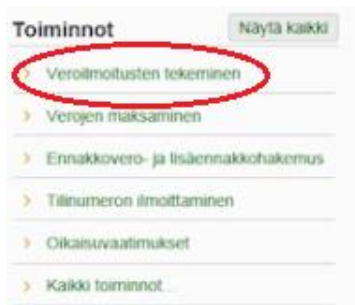 Toiminnot
Näytä kaikki
Veroilmoitusten tekeminen
Verojen maksaminen
Ennakkovero- ja lisäennakkohakemus
Tilinumeron ilmoittaminen
Oikaisuvaatimukset
Kaikki toiminnot...